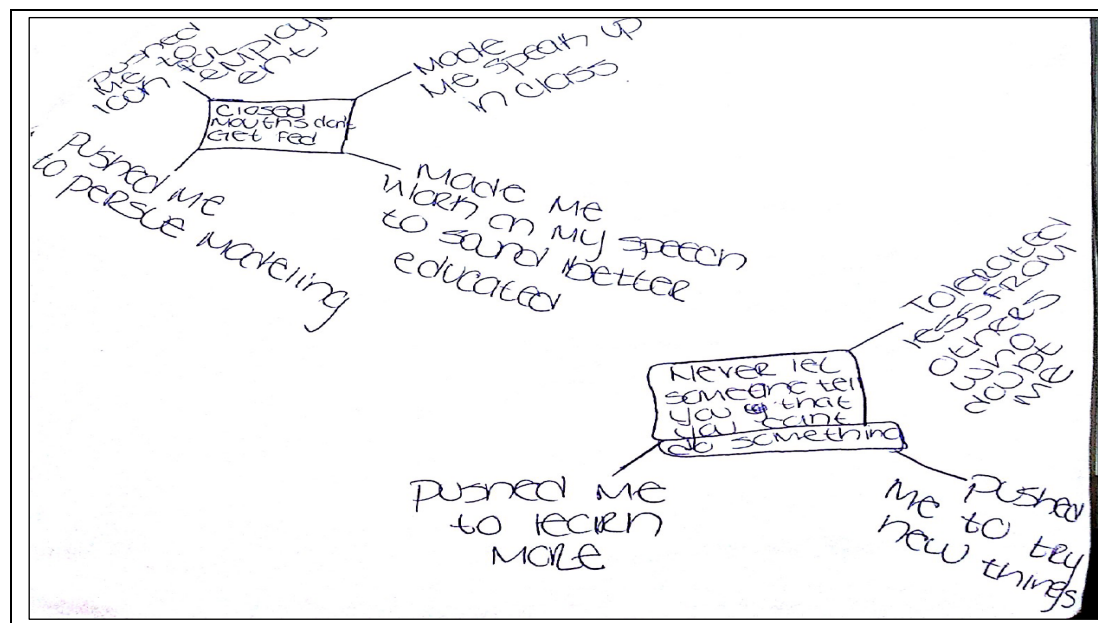 pushed
me to
look for
employm
ent
Made
Me speak up
in class
Closed
Mouths dont
Get Fed
Pushed me
to persue modeling
Made Me
Work on My speech
to sound better
educated
Tolerated
less from
others
who
doubt
me
Never let
someone tell
you that
you cant
do something
pushed me
to learn
more
Pushed
Me to try
new things